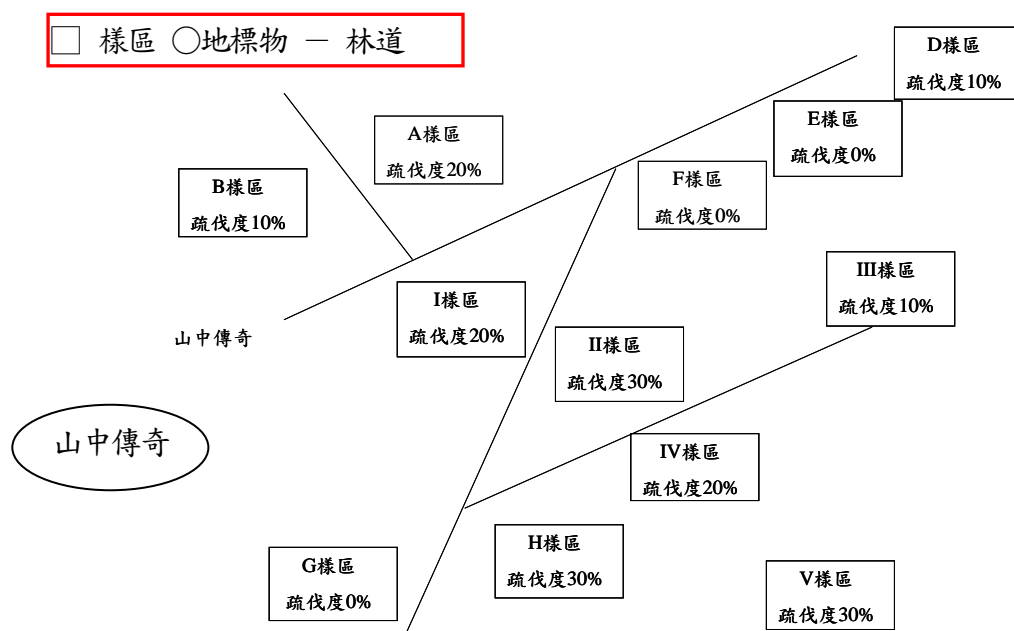 □ 樣區 ○地標物 － 林道
D樣區
疏伐度10%
E樣區
疏伐度0%
A樣區
疏伐度20%
B樣區
疏伐度10%
F樣區
疏伐度0%
III樣區
疏伐度10%
I樣區
疏伐度20%
山中傳奇
II樣區
疏伐度30%
山中傳奇
IV樣區
疏伐度20%
H樣區
疏伐度30%
G樣區
疏伐度0%
V樣區
疏伐度30%